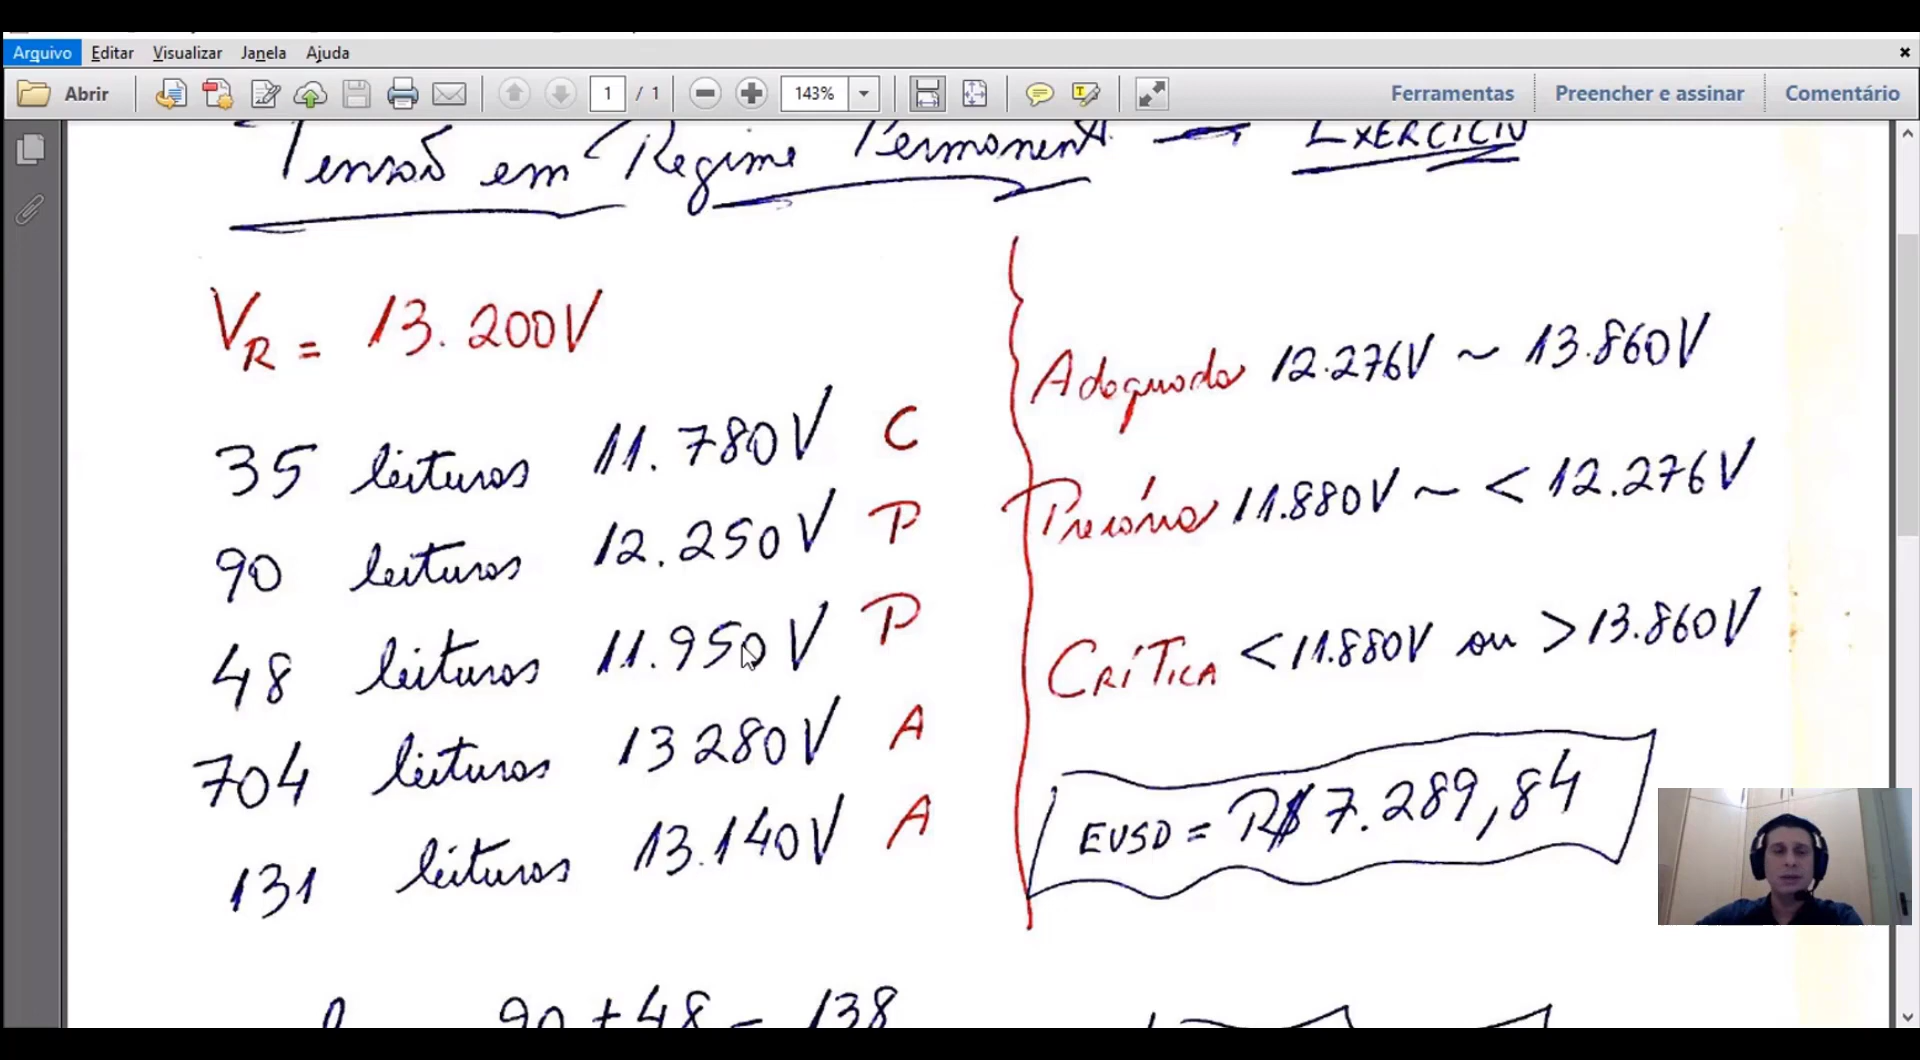 Arquivo Editar Visualizar Janela Ajuda
Abrir 1 / 1 143% Ferramentas Preencher e assinar Comentário
Tensão em Regime Permanente → EXERCÍCIO
VR = 13.200V
35 leituras 11.780V C
90 leituras 12.250V P
48 leituras 11.950V P
704 leituras 13280V A
131 leituras 13.140V A
Adequada 12.276V ~ 13.860V
Precária 11.880V ~ < 12.276V
CRÍTICA < 11.880V ou > 13.860V
EUSD = R$ 7.289,84
90 + 48 = 138